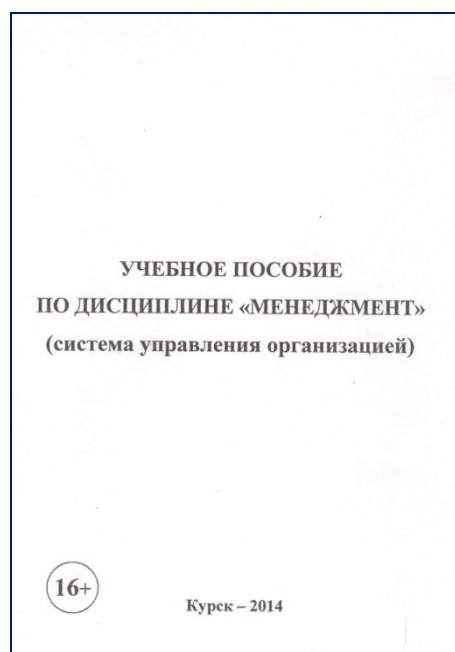 УЧЕБНОЕ ПОСОБИЕ
ПО ДИСЦИПЛИНЕ «МЕНЕДЖМЕНТ»
(система управления организацией)
16+
Курск – 2014